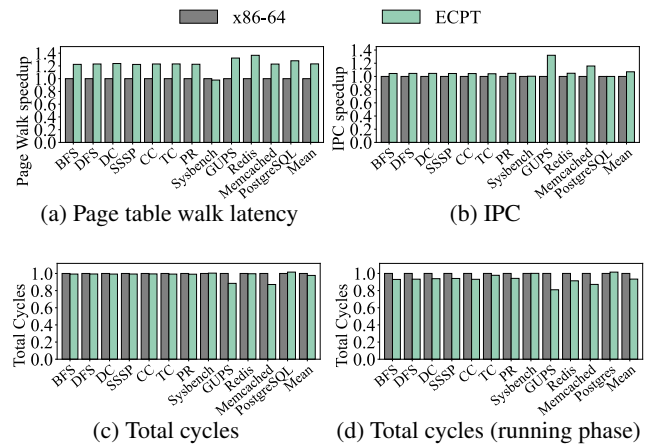 x86-64 ECPT
Page Walk speedup
1.4
1.2
1.0
0.8
0.6
0.4
0.2
0.0
BFS DFS DC SSSP CC TC PR Sysbench GUPS Redis Memcached PostgreSQL Mean
(a) Page table walk latency
IPC speedup
1.4
1.2
1.0
0.8
0.6
0.4
0.2
0.0
BFS DFS DC SSSP CC TC PR Sysbench GUPS Redis Memcached PostgreSQL Mean
(b) IPC
Total Cycles
1.0
0.8
0.6
0.4
0.2
0.0
BFS DFS DC SSSP CC TC PR Sysbench GUPS Redis Memcached PostgreSQL Mean
(c) Total cycles
Total Cycles
1.0
0.8
0.6
0.4
0.2
0.0
BFS DFS DC SSSP CC TC PR Sysbench GUPS Redis Memcached Postgres Mean
(d) Total cycles (running phase)